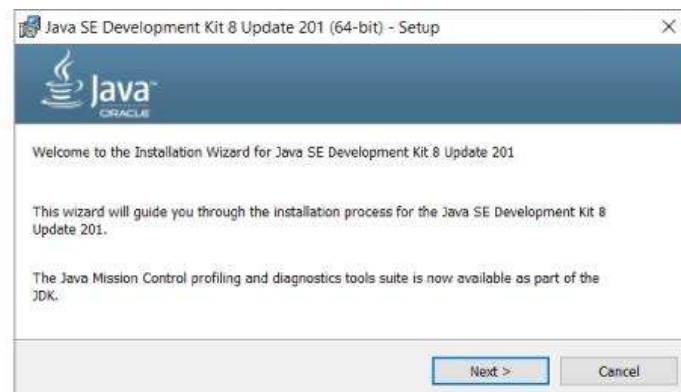 Java SE Development Kit 8 Update 201 (64-bit) - Setup
Java™
ORACLE
Welcome to the Installation Wizard for Java SE Development Kit 8 Update 201
This wizard will guide you through the installation process for the Java SE Development Kit 8
Update 201.
The Java Mission Control profiling and diagnostics tools suite is now available as part of the
JDK.
Next >
Cancel